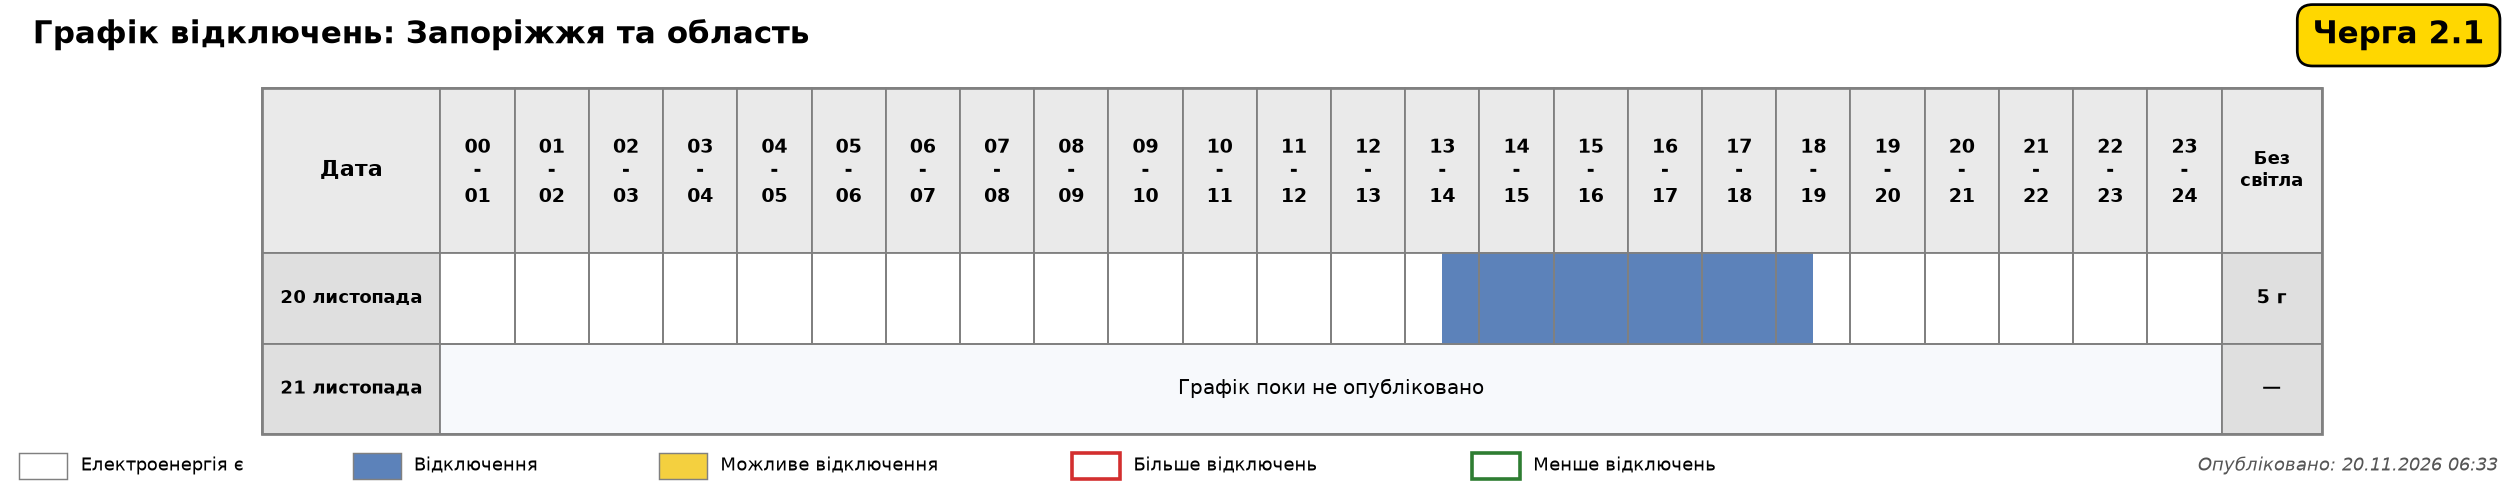 Графік відключень: Запоріжжя та область
Черга 2.1
Дата 00 - 01 01 - 02 02 - 03 03 - 04 04 - 05 05 - 06 06 - 07 07 - 08 08 - 09 09 - 10 10 - 11 11 - 12 12 - 13 13 - 14 14 - 15 15 - 16 16 - 17 17 - 18 18 - 19 19 - 20 20 - 21 21 - 22 22 - 23 23 - 24 Без світла
20 листопада 5 г
21 листопада Графік поки не опубліковано —
Електроенергія є Відключення Можливе відключення Більше відключень Менше відключень Опубліковано: 20.11.2026 06:33